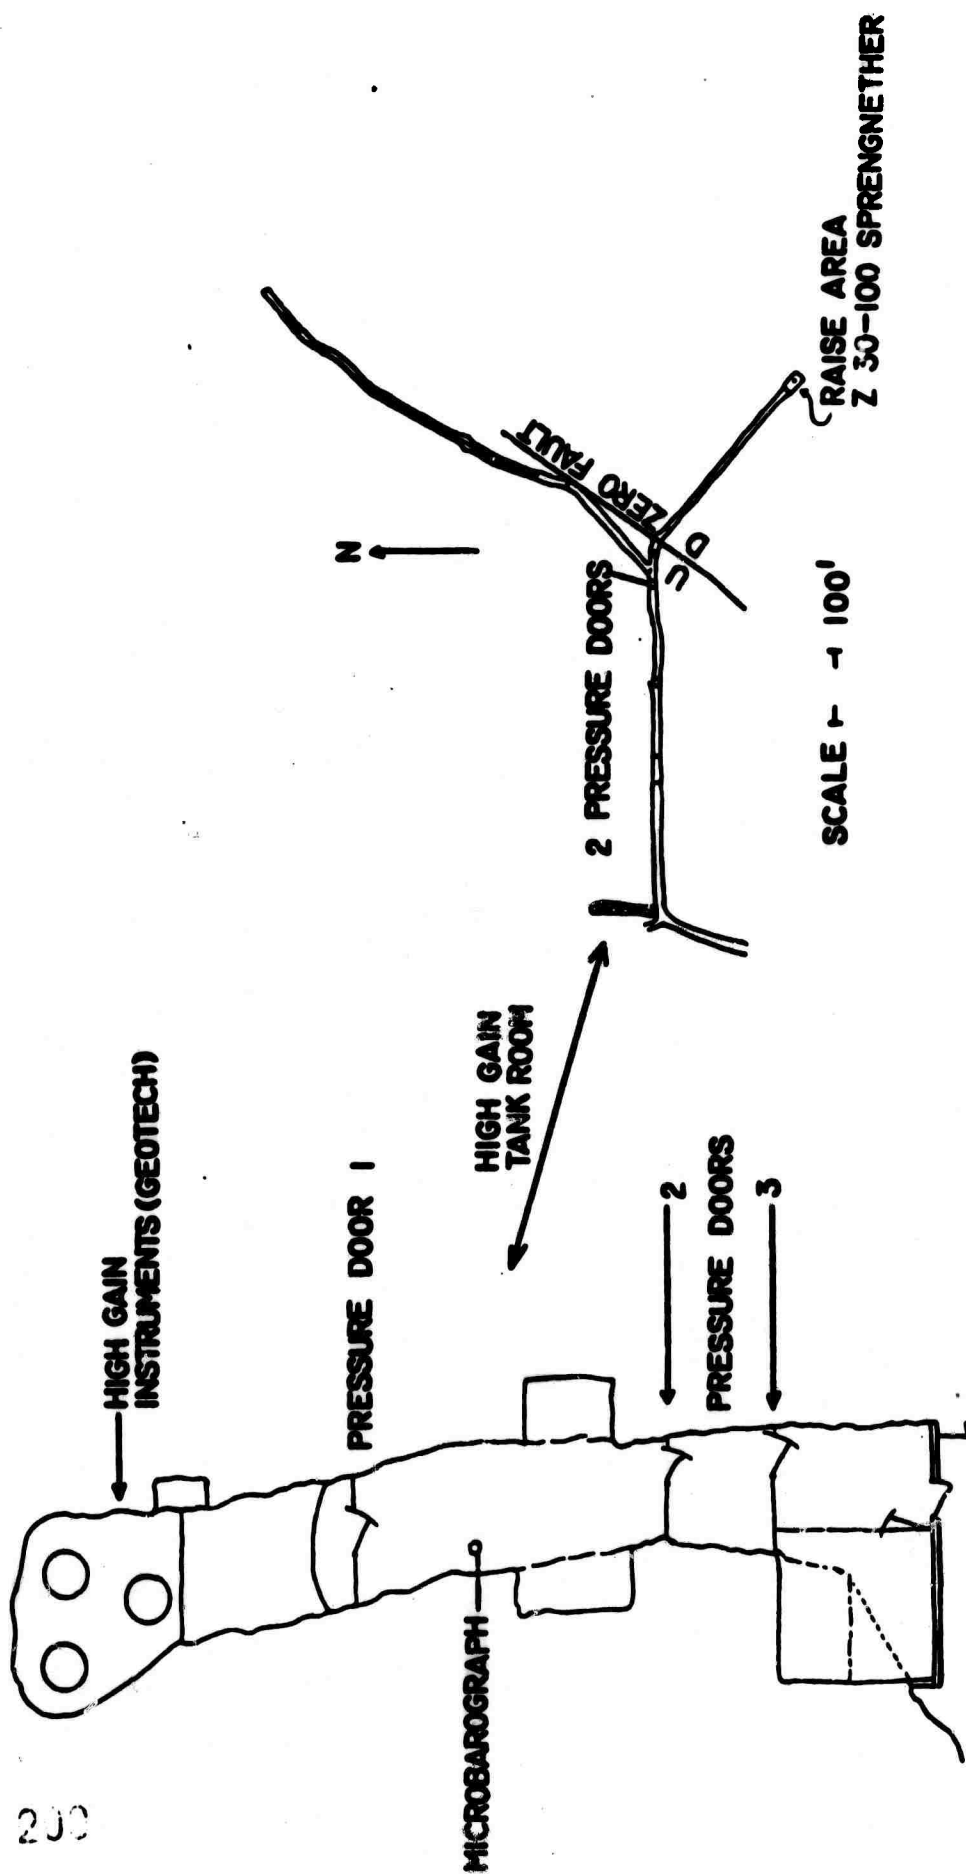 HIGH GAIN
INSTRUMENTS (GEOTECH)
PRESSURE DOOR 1
MICROBAROGRAPH
HIGH GAIN
TANK ROOM
2
PRESSURE DOORS
3
N
2 PRESSURE DOORS
ZERO FAULT
U
D
RAISE AREA
Z 30-100 SPRENGNETHER
SCALE ⊢ ⊣ 100'